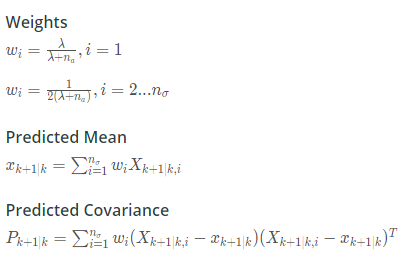 Weights
w_i = λ/(λ+n_a), i = 1
w_i = 1/(2(λ+n_a)), i = 2...n_σ
Predicted Mean
x_{k+1|k} = ∑_{i=1}^{n_σ} w_i X_{k+1|k,i}
Predicted Covariance
P_{k+1|k} = ∑_{i=1}^{n_σ} w_i(X_{k+1|k,i} − x_{k+1|k})(X_{k+1|k,i} − x_{k+1|k})^T